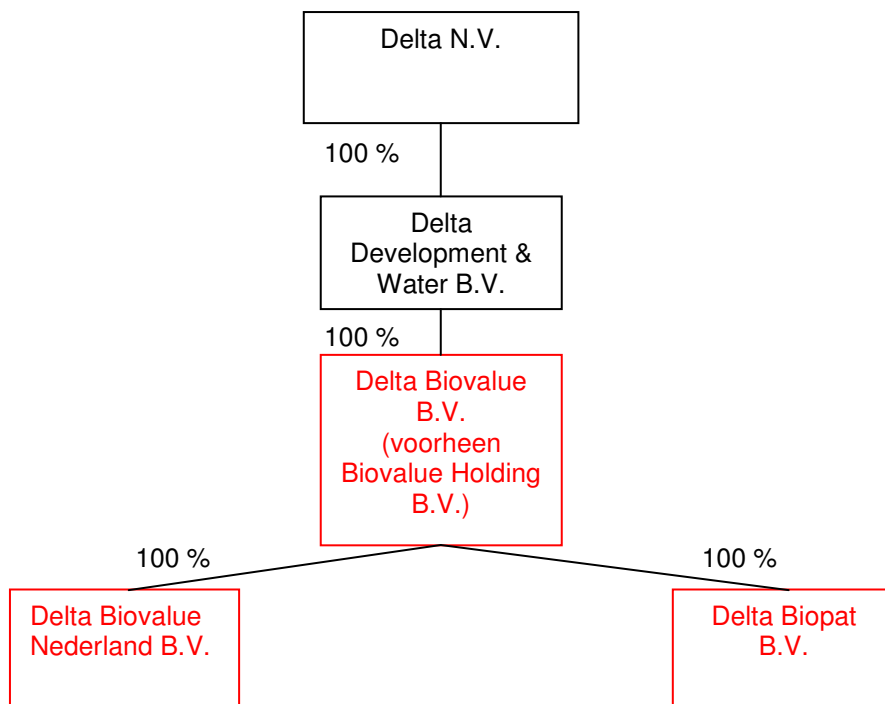 Delta N.V.
100 %
Delta
Development &
Water B.V.
100 %
Delta Biovalue
B.V.
(voorheen
Biovalue Holding
B.V.)
100 %
100 %
Delta Biovalue
Nederland B.V.
Delta Biopat
B.V.